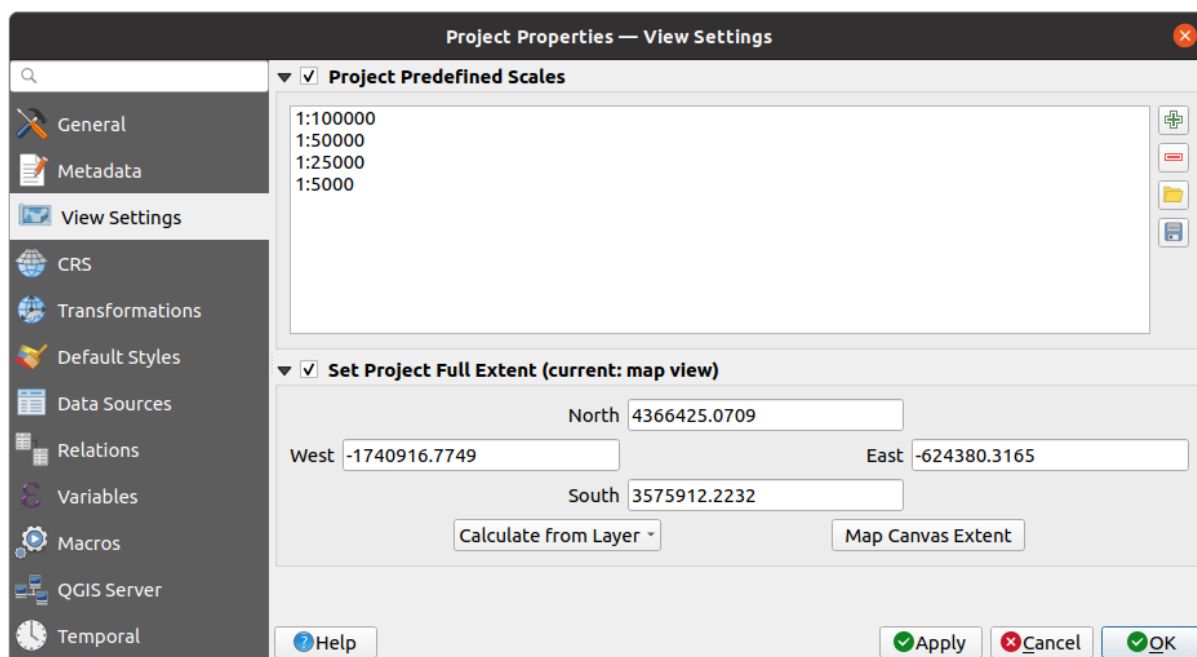 Project Properties — View Settings
General
Metadata
View Settings
CRS
Transformations
Default Styles
Data Sources
Relations
Variables
Macros
QGIS Server
Temporal
Project Predefined Scales
1:100000
1:50000
1:25000
1:5000
Set Project Full Extent (current: map view)
North 4366425.0709
West -1740916.7749 East -624380.3165
South 3575912.2232
Calculate from Layer Map Canvas Extent
Help Apply Cancel OK